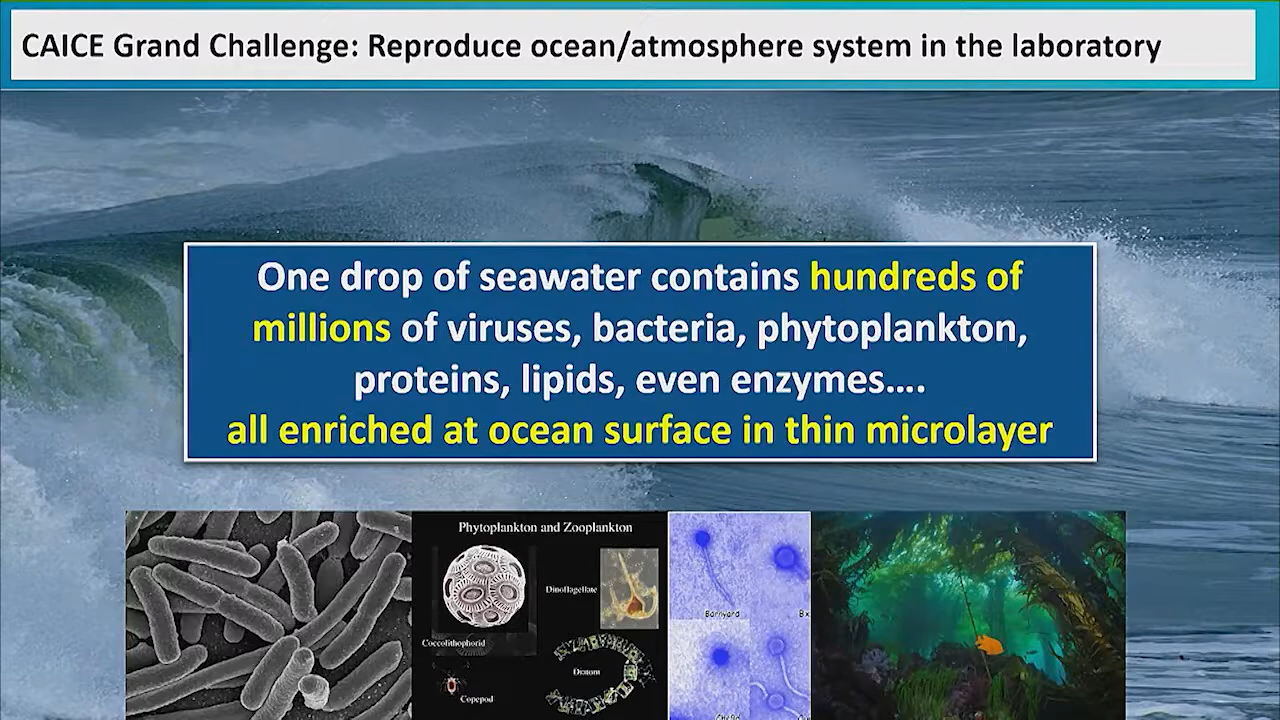 CAICE Grand Challenge: Reproduce ocean/atmosphere system in the laboratory
One drop of seawater contains hundreds of
millions of viruses, bacteria, phytoplankton,
proteins, lipids, even enzymes....
all enriched at ocean surface in thin microlayer
Phytoplankton and Zooplankton
Dinoflagellate
Coccolithophorid
Diatom
Copepod
Barnyard